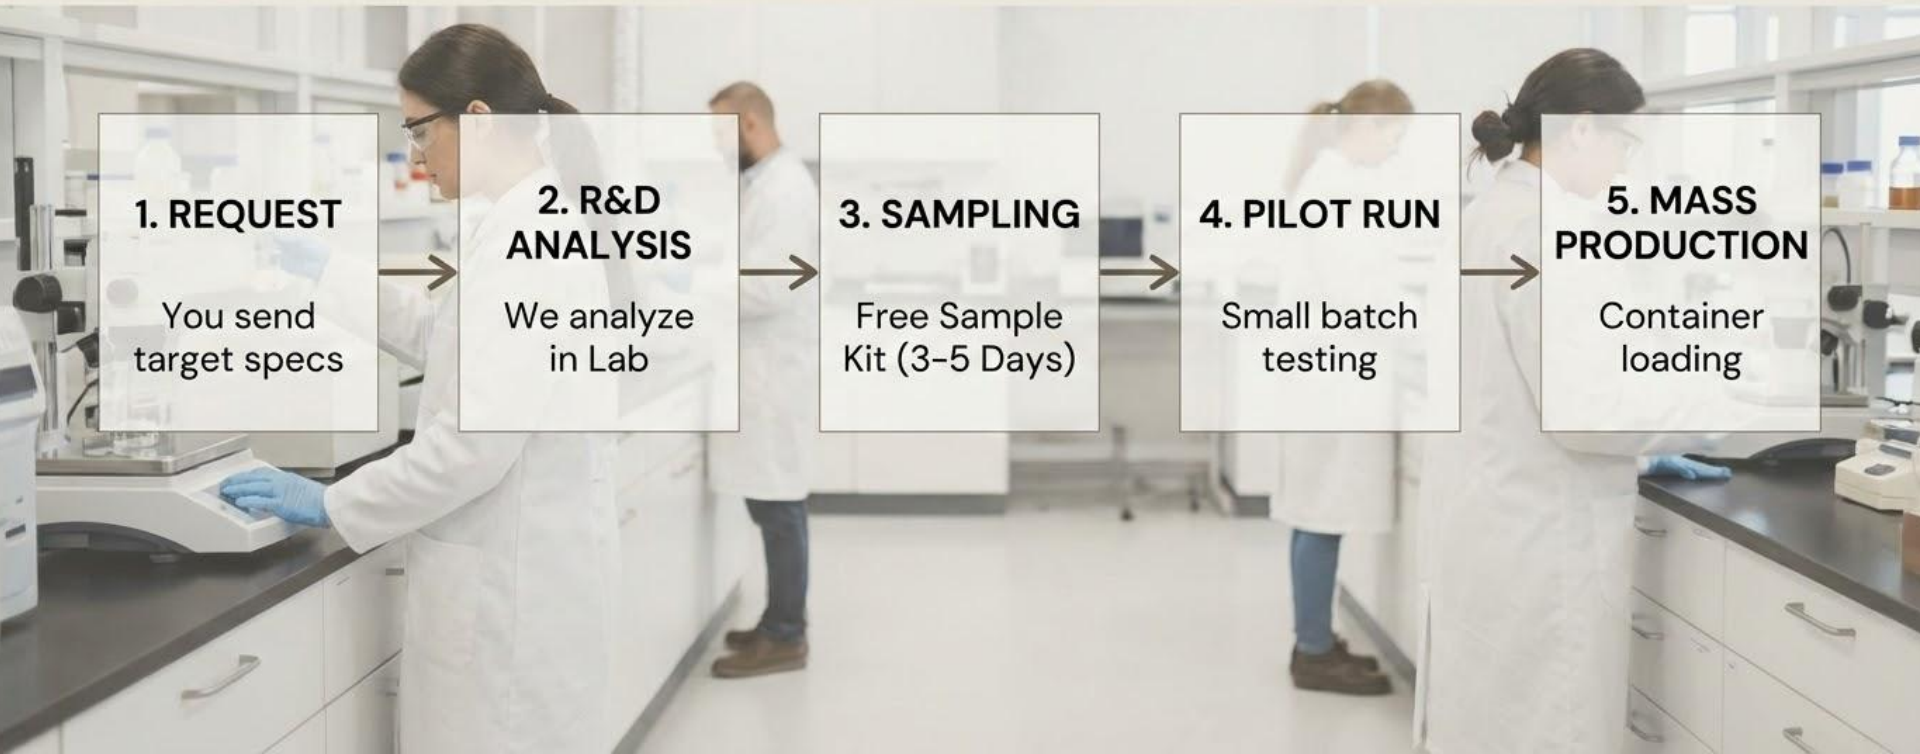 1. REQUEST
You send
target specs
2. R&D
ANALYSIS
We analyze
in Lab
3. SAMPLING
Free Sample
Kit (3-5 Days)
4. PILOT RUN
Small batch
testing
5. MASS
PRODUCTION
Container
loading